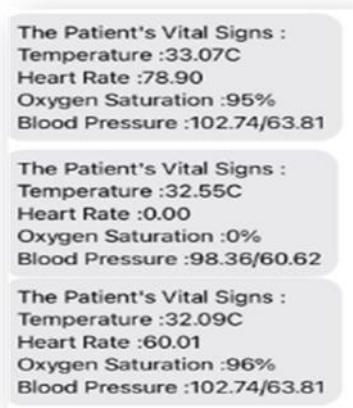 The Patient's Vital Signs :
Temperature :33.07C
Heart Rate :78.90
Oxygen Saturation :95%
Blood Pressure :102.74/63.81
The Patient's Vital Signs :
Temperature :32.55C
Heart Rate :0.00
Oxygen Saturation :0%
Blood Pressure :98.36/60.62
The Patient's Vital Signs :
Temperature :32.09C
Heart Rate :60.01
Oxygen Saturation :96%
Blood Pressure :102.74/63.81